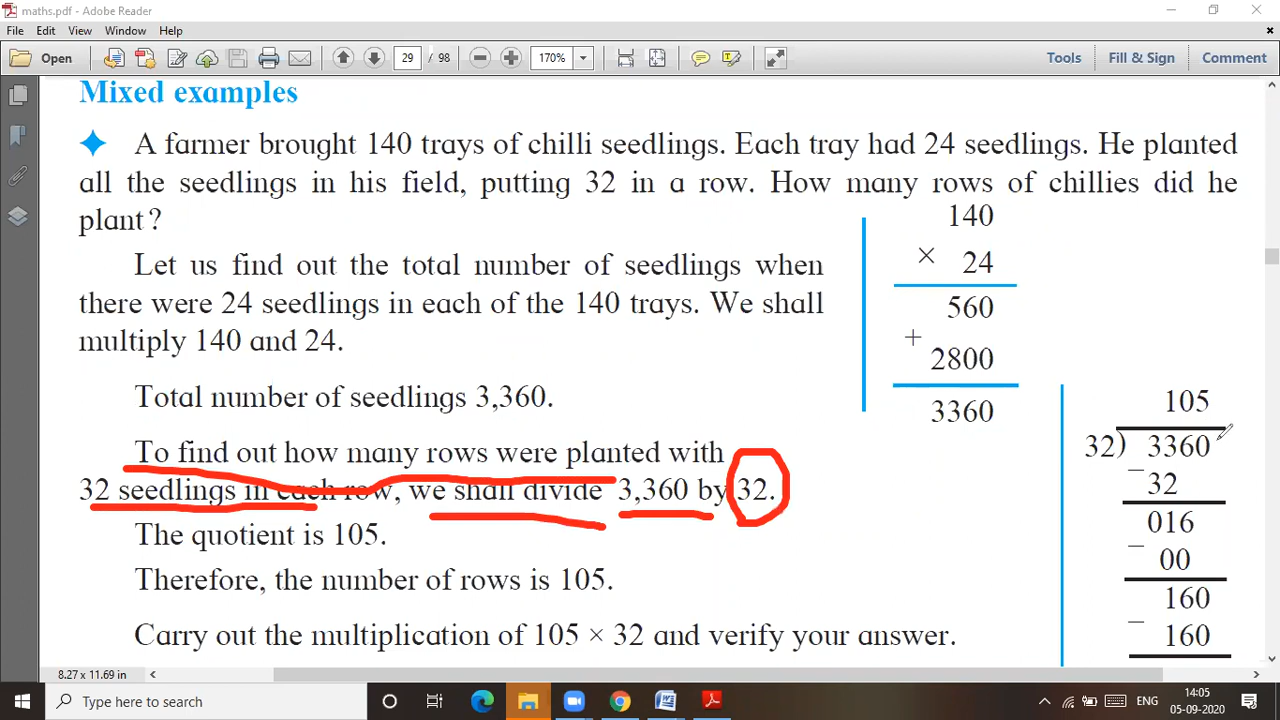 maths.pdf - Adobe Reader
File Edit View Window Help
Open 29 / 98 170% Tools Fill & Sign Comment
Mixed examples
A farmer brought 140 trays of chilli seedlings. Each tray had 24 seedlings. He planted
all the seedlings in his field, putting 32 in a row. How many rows of chillies did he
plant?
Let us find out the total number of seedlings when
there were 24 seedlings in each of the 140 trays. We shall
multiply 140 and 24.
Total number of seedlings 3,360.
To find out how many rows were planted with
32 seedlings in each row, we shall divide 3,360 by 32.
The quotient is 105.
Therefore, the number of rows is 105.
Carry out the multiplication of 105 × 32 and verify your answer.
140
× 24
560
+
2800
3360
105
32) 3360
− 32
016
− 00
160
− 160
8.27 x 11.69 in
Type here to search
ENG
14:05
05-09-2020